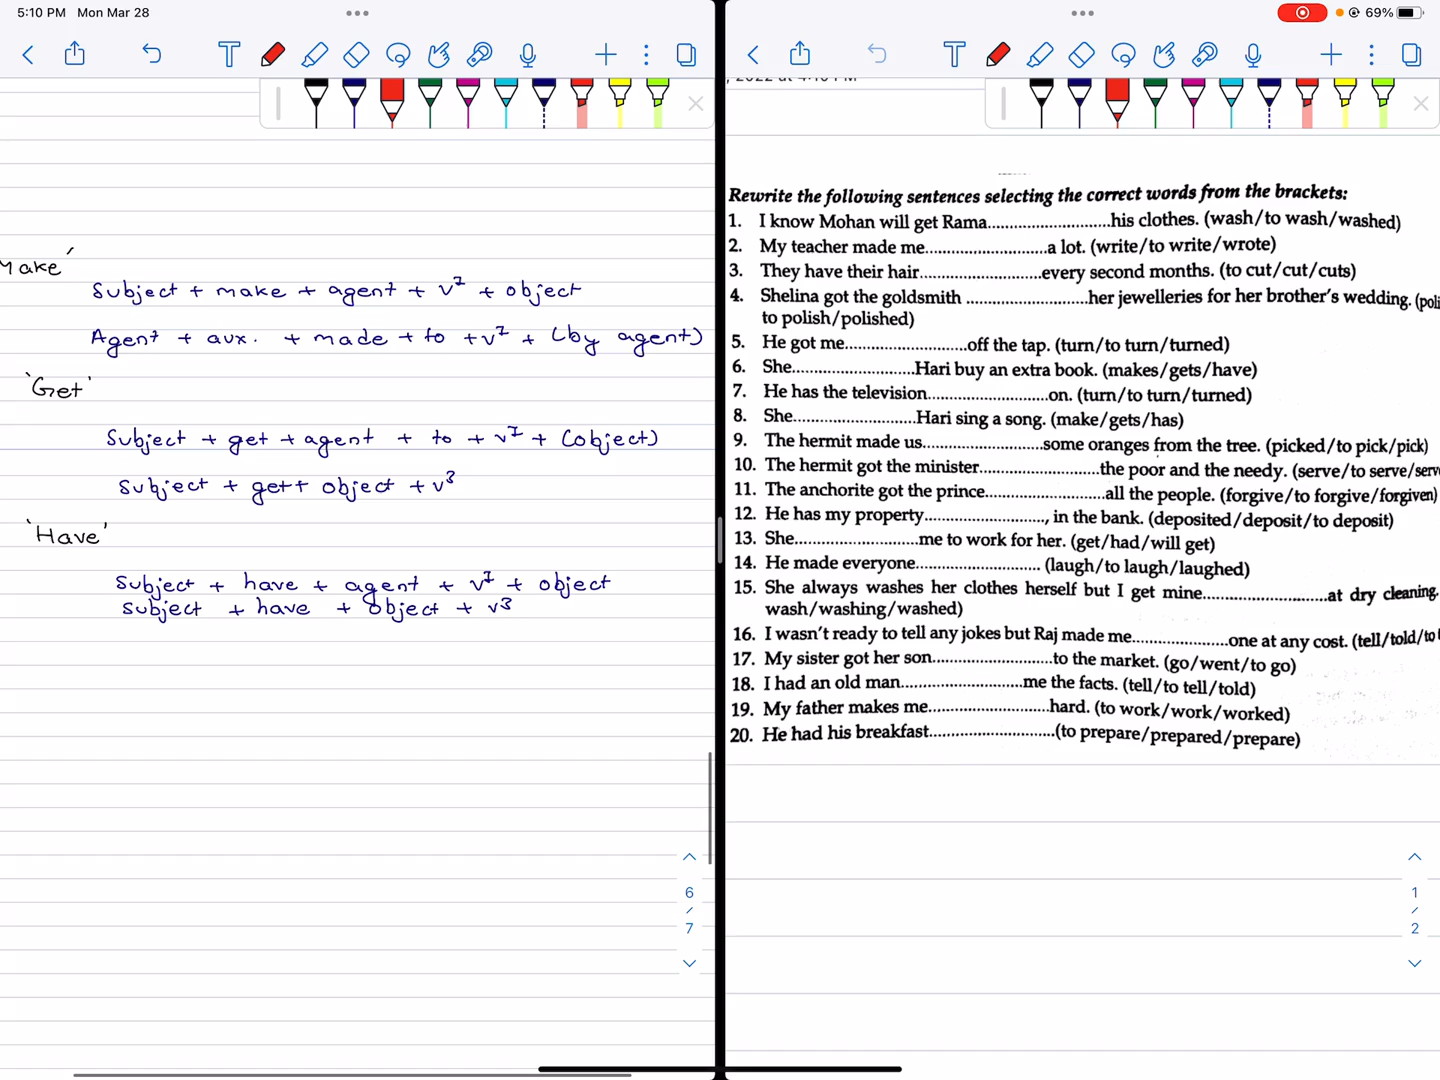 5:10 PM Mon Mar 28
69%
Make'
Subject + make + agent + v1 + object
Agent + aux. + made + to + v1 + (by agent)
'Get'
Subject + get + agent + to + v1 + (object)
Subject + get + object + v3
'Have'
Subject + have + agent + v1 + object
Subject + have + object + v3
6
/
7
Rewrite the following sentences selecting the correct words from the brackets:
1. I know Mohan will get Rama............................his clothes. (wash/to wash/washed)
2. My teacher made me............................a lot. (write/to write/wrote)
3. They have their hair............................every second months. (to cut/cut/cuts)
4. Shelina got the goldsmith ............................her jewelleries for her brother's wedding. (poli
to polish/polished)
5. He got me............................off the tap. (turn/to turn/turned)
6. She............................Hari buy an extra book. (makes/gets/have)
7. He has the television............................on. (turn/to turn/turned)
8. She............................Hari sing a song. (make/gets/has)
9. The hermit made us............................some oranges from the tree. (picked/to pick/pick)
10. The hermit got the minister............................the poor and the needy. (serve/to serve/serv
11. The anchorite got the prince............................all the people. (forgive/to forgive/forgiven)
12. He has my property............................, in the bank. (deposited/deposit/to deposit)
13. She............................me to work for her. (get/had/will get)
14. He made everyone............................ (laugh/to laugh/laughed)
15. She always washes her clothes herself but I get mine............................at dry cleaning.
wash/washing/washed)
16. I wasn't ready to tell any jokes but Raj made me......................one at any cost. (tell/told/to
17. My sister got her son............................to the market. (go/went/to go)
18. I had an old man............................me the facts. (tell/to tell/told)
19. My father makes me............................hard. (to work/work/worked)
20. He had his breakfast............................(to prepare/prepared/prepare)
1
/
2